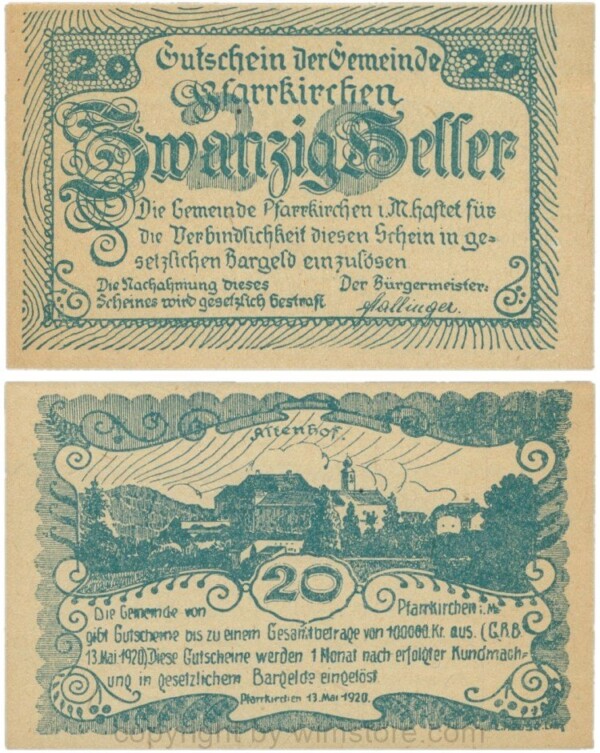 20 Gutschein der Gemeinde 20
Pfarrkirchen
20
Zwanzig Heller
Die Gemeinde Pfarrkirchen i. M. haftet für
die Verbindlichkeit diesen Schein in ge=
setzlichen Bargeld einzulösen
Die Nachahmung dieses Der Bürgermeister:
Scheines wird gesetzlich bestraft Stallinger.
Altenhof.
20
Die Gemeinde von Pfarrkirchen i. M.
gibt Gutscheine bis zu einem Gesamtbetrage von 100000 Kr. aus. (G.R.B.
13. Mai 1920) Diese Gutscheine werden 1 Monat nach erfolgter Kundmach=
ung in gesetzlichem Bargelde eingelöst
Pfarrkirchen 13. Mai 1920.
copyright by winstore.com